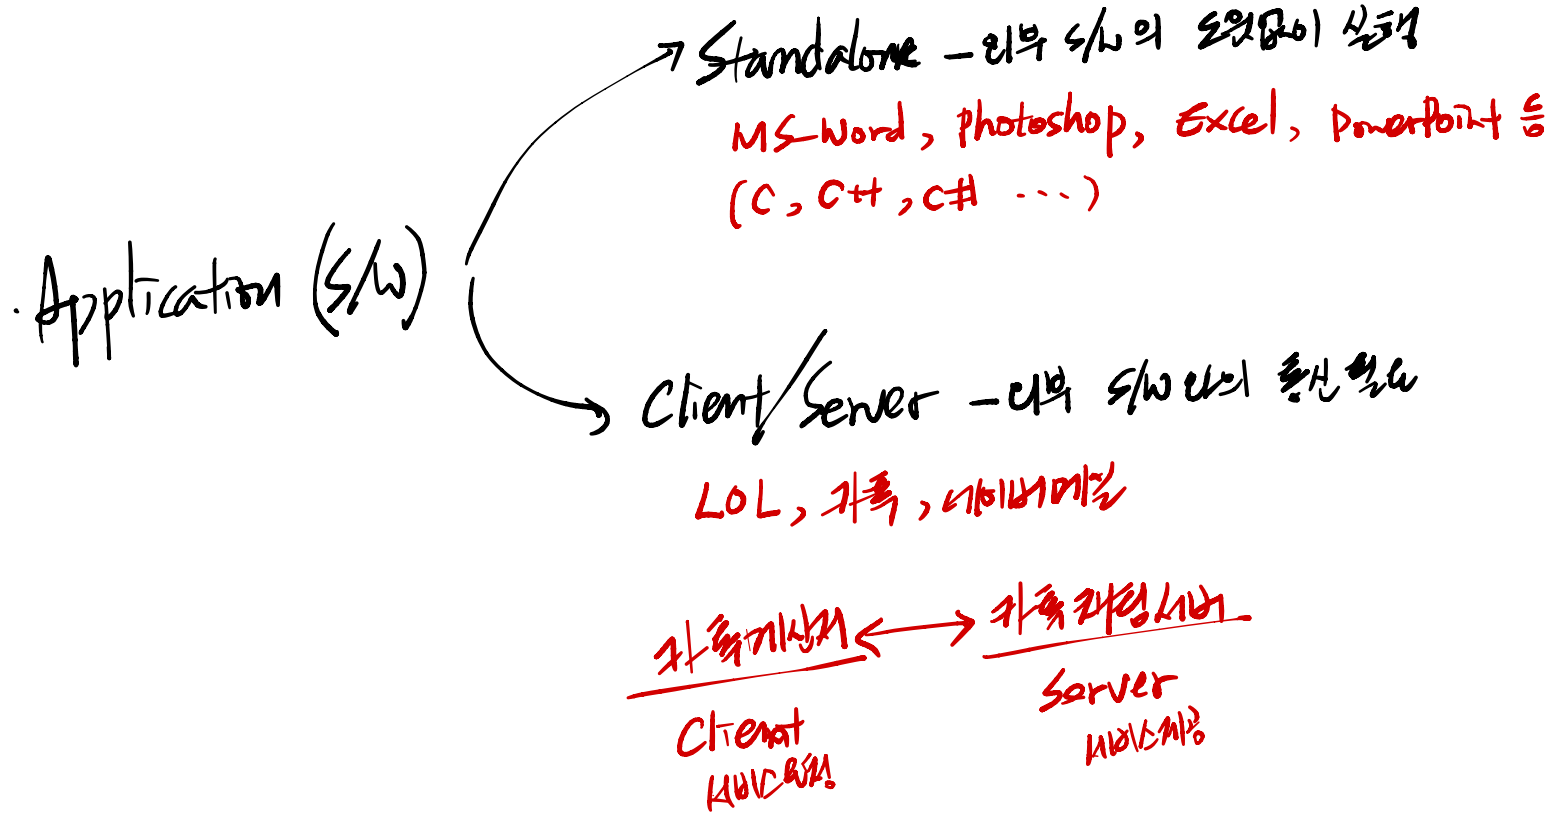 Standalone - 외부 S/W의 도움없이 실행
MS-Word, Photoshop, Excel, PowerPoint 등
(C, C++, C# ...)
· Application (S/W)
Client/Server - 외부 S/W와의 통신 필요
LOL, 카톡, 네이버메일
카톡메신저 ↔ 카톡채팅서버
Client
Server
서비스요청
서비스제공